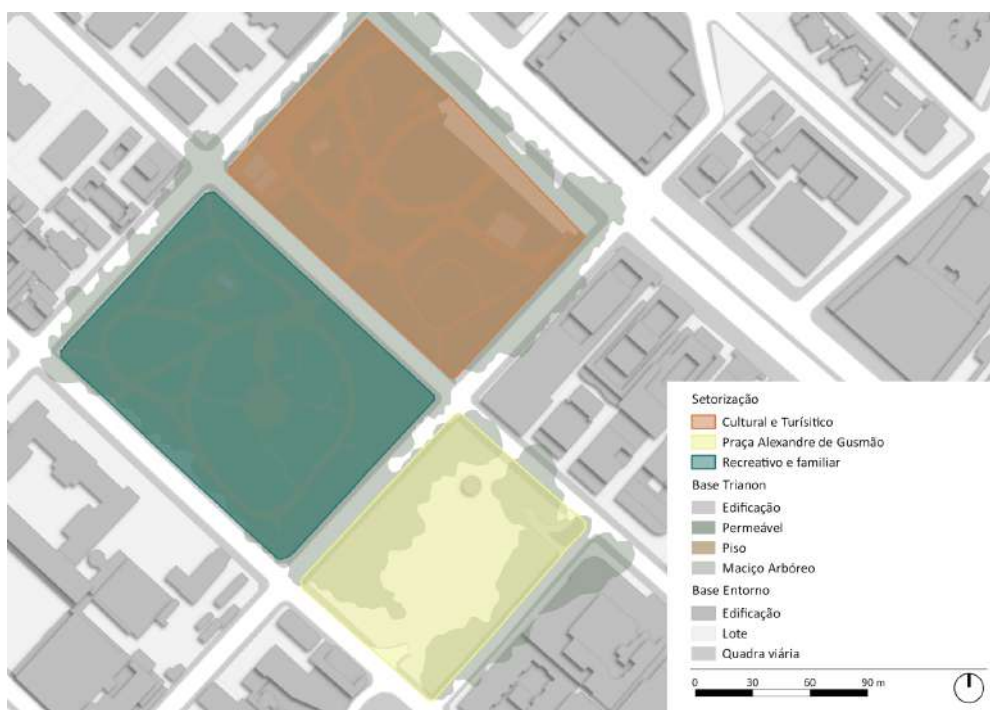 Setorização
Cultural e Turísitico
Praça Alexandre de Gusmão
Recreativo e familiar
Base Trianon
Edificação
Permeável
Piso
Maciço Arbóreo
Base Entorno
Edificação
Lote
Quadra viária
0 30 60 90 m